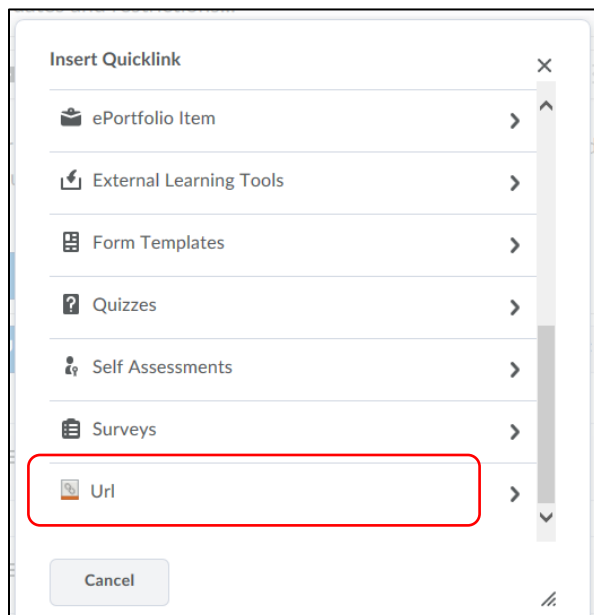 Insert Quicklink
ePortfolio Item
External Learning Tools
Form Templates
Quizzes
Self Assessments
Surveys
Url
Cancel